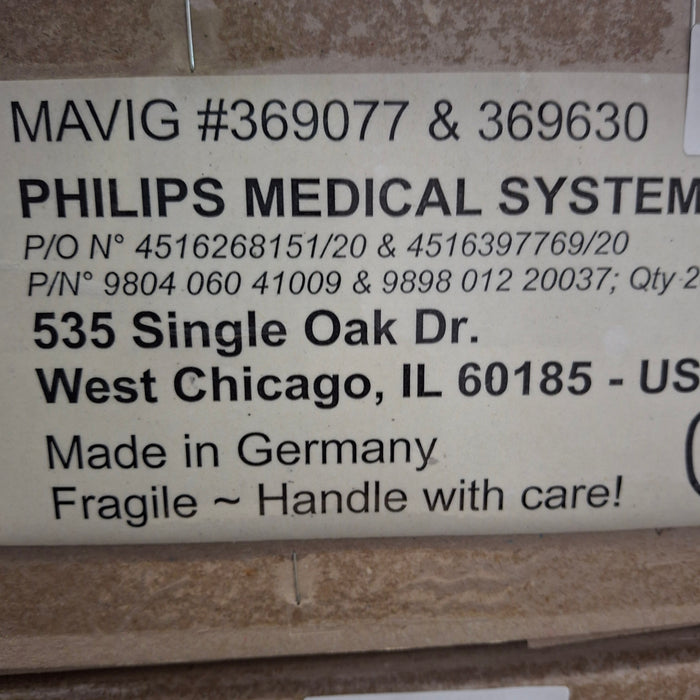 MAVIG #369077 & 369630
PHILIPS MEDICAL SYSTEM
P/O N° 4516268151/20 & 4516397769/20
P/N° 9804 060 41009 & 9898 012 20037; Qty 2
535 Single Oak Dr.
West Chicago, IL 60185 - US
Made in Germany
Fragile ~ Handle with care!